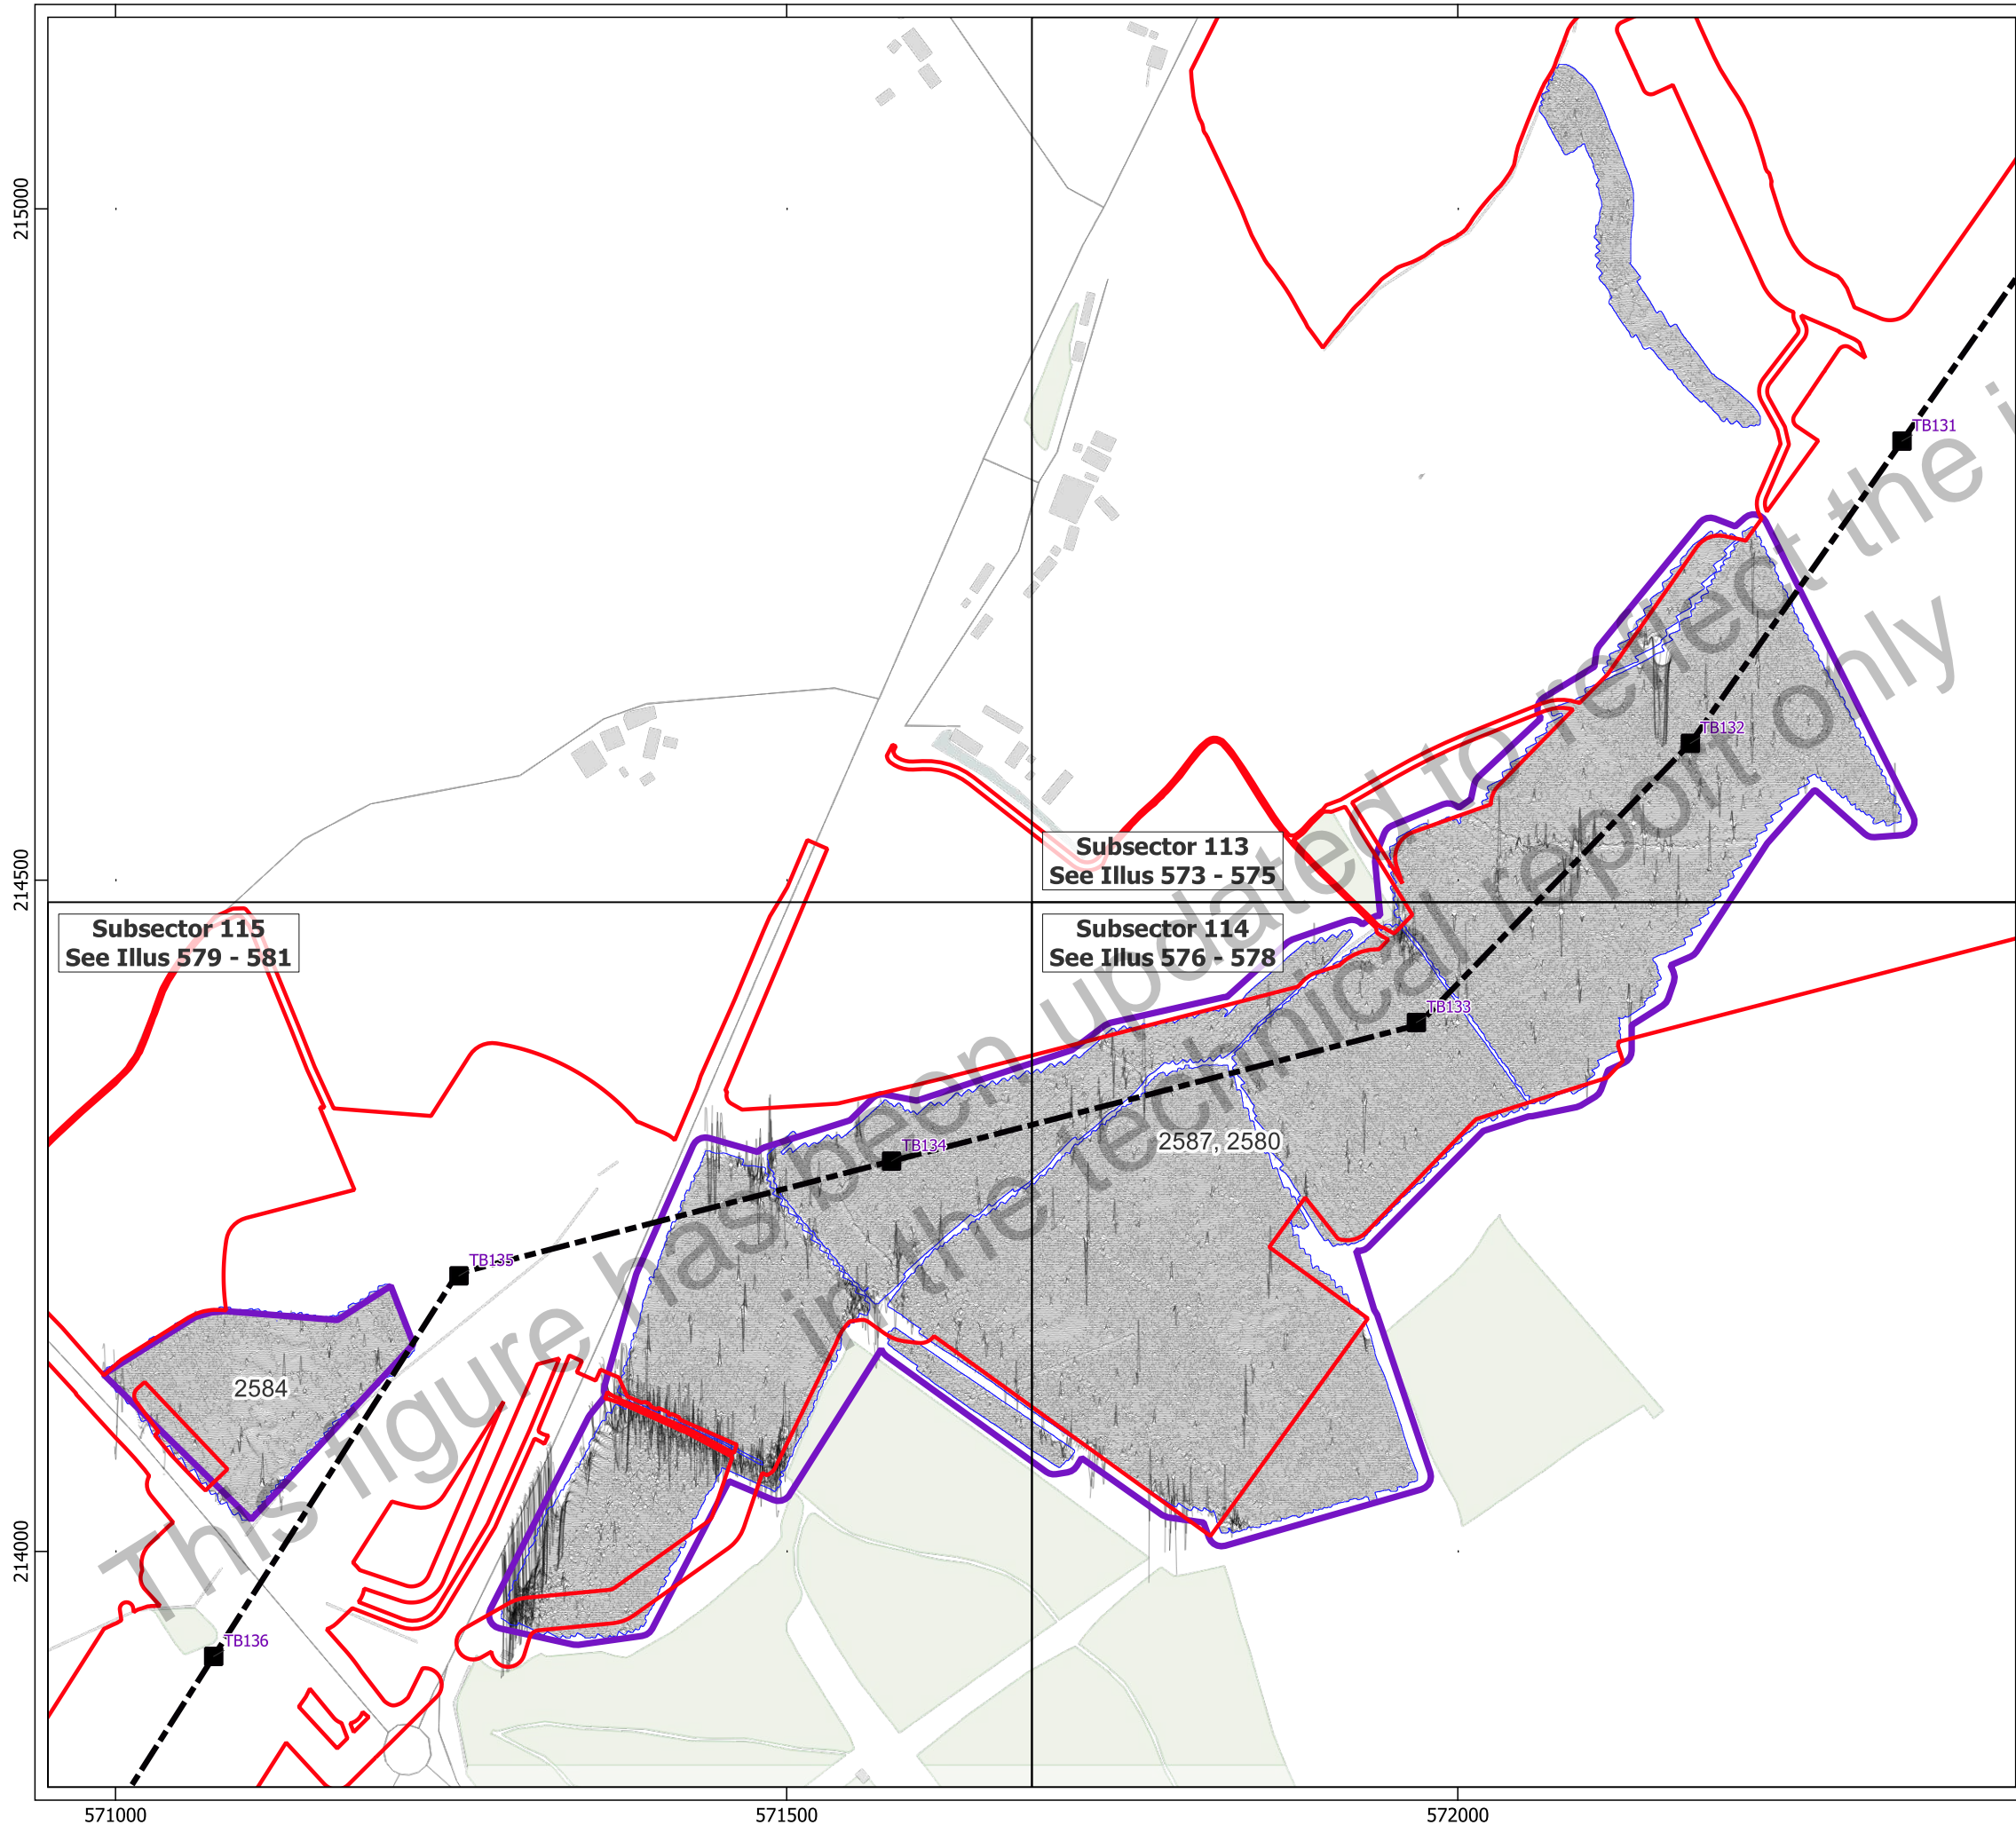 215000
TB131
TB132
Subsector 113
See Illus 573 - 575
214500
Subsector 115
See Illus 579 - 581
Subsector 114
See Illus 576 - 578
TB133
2587, 2580
TB134
TB135
2584
214000
TB136
This figure has been updated to reflect the
in the technical report only
571000
571500
572000